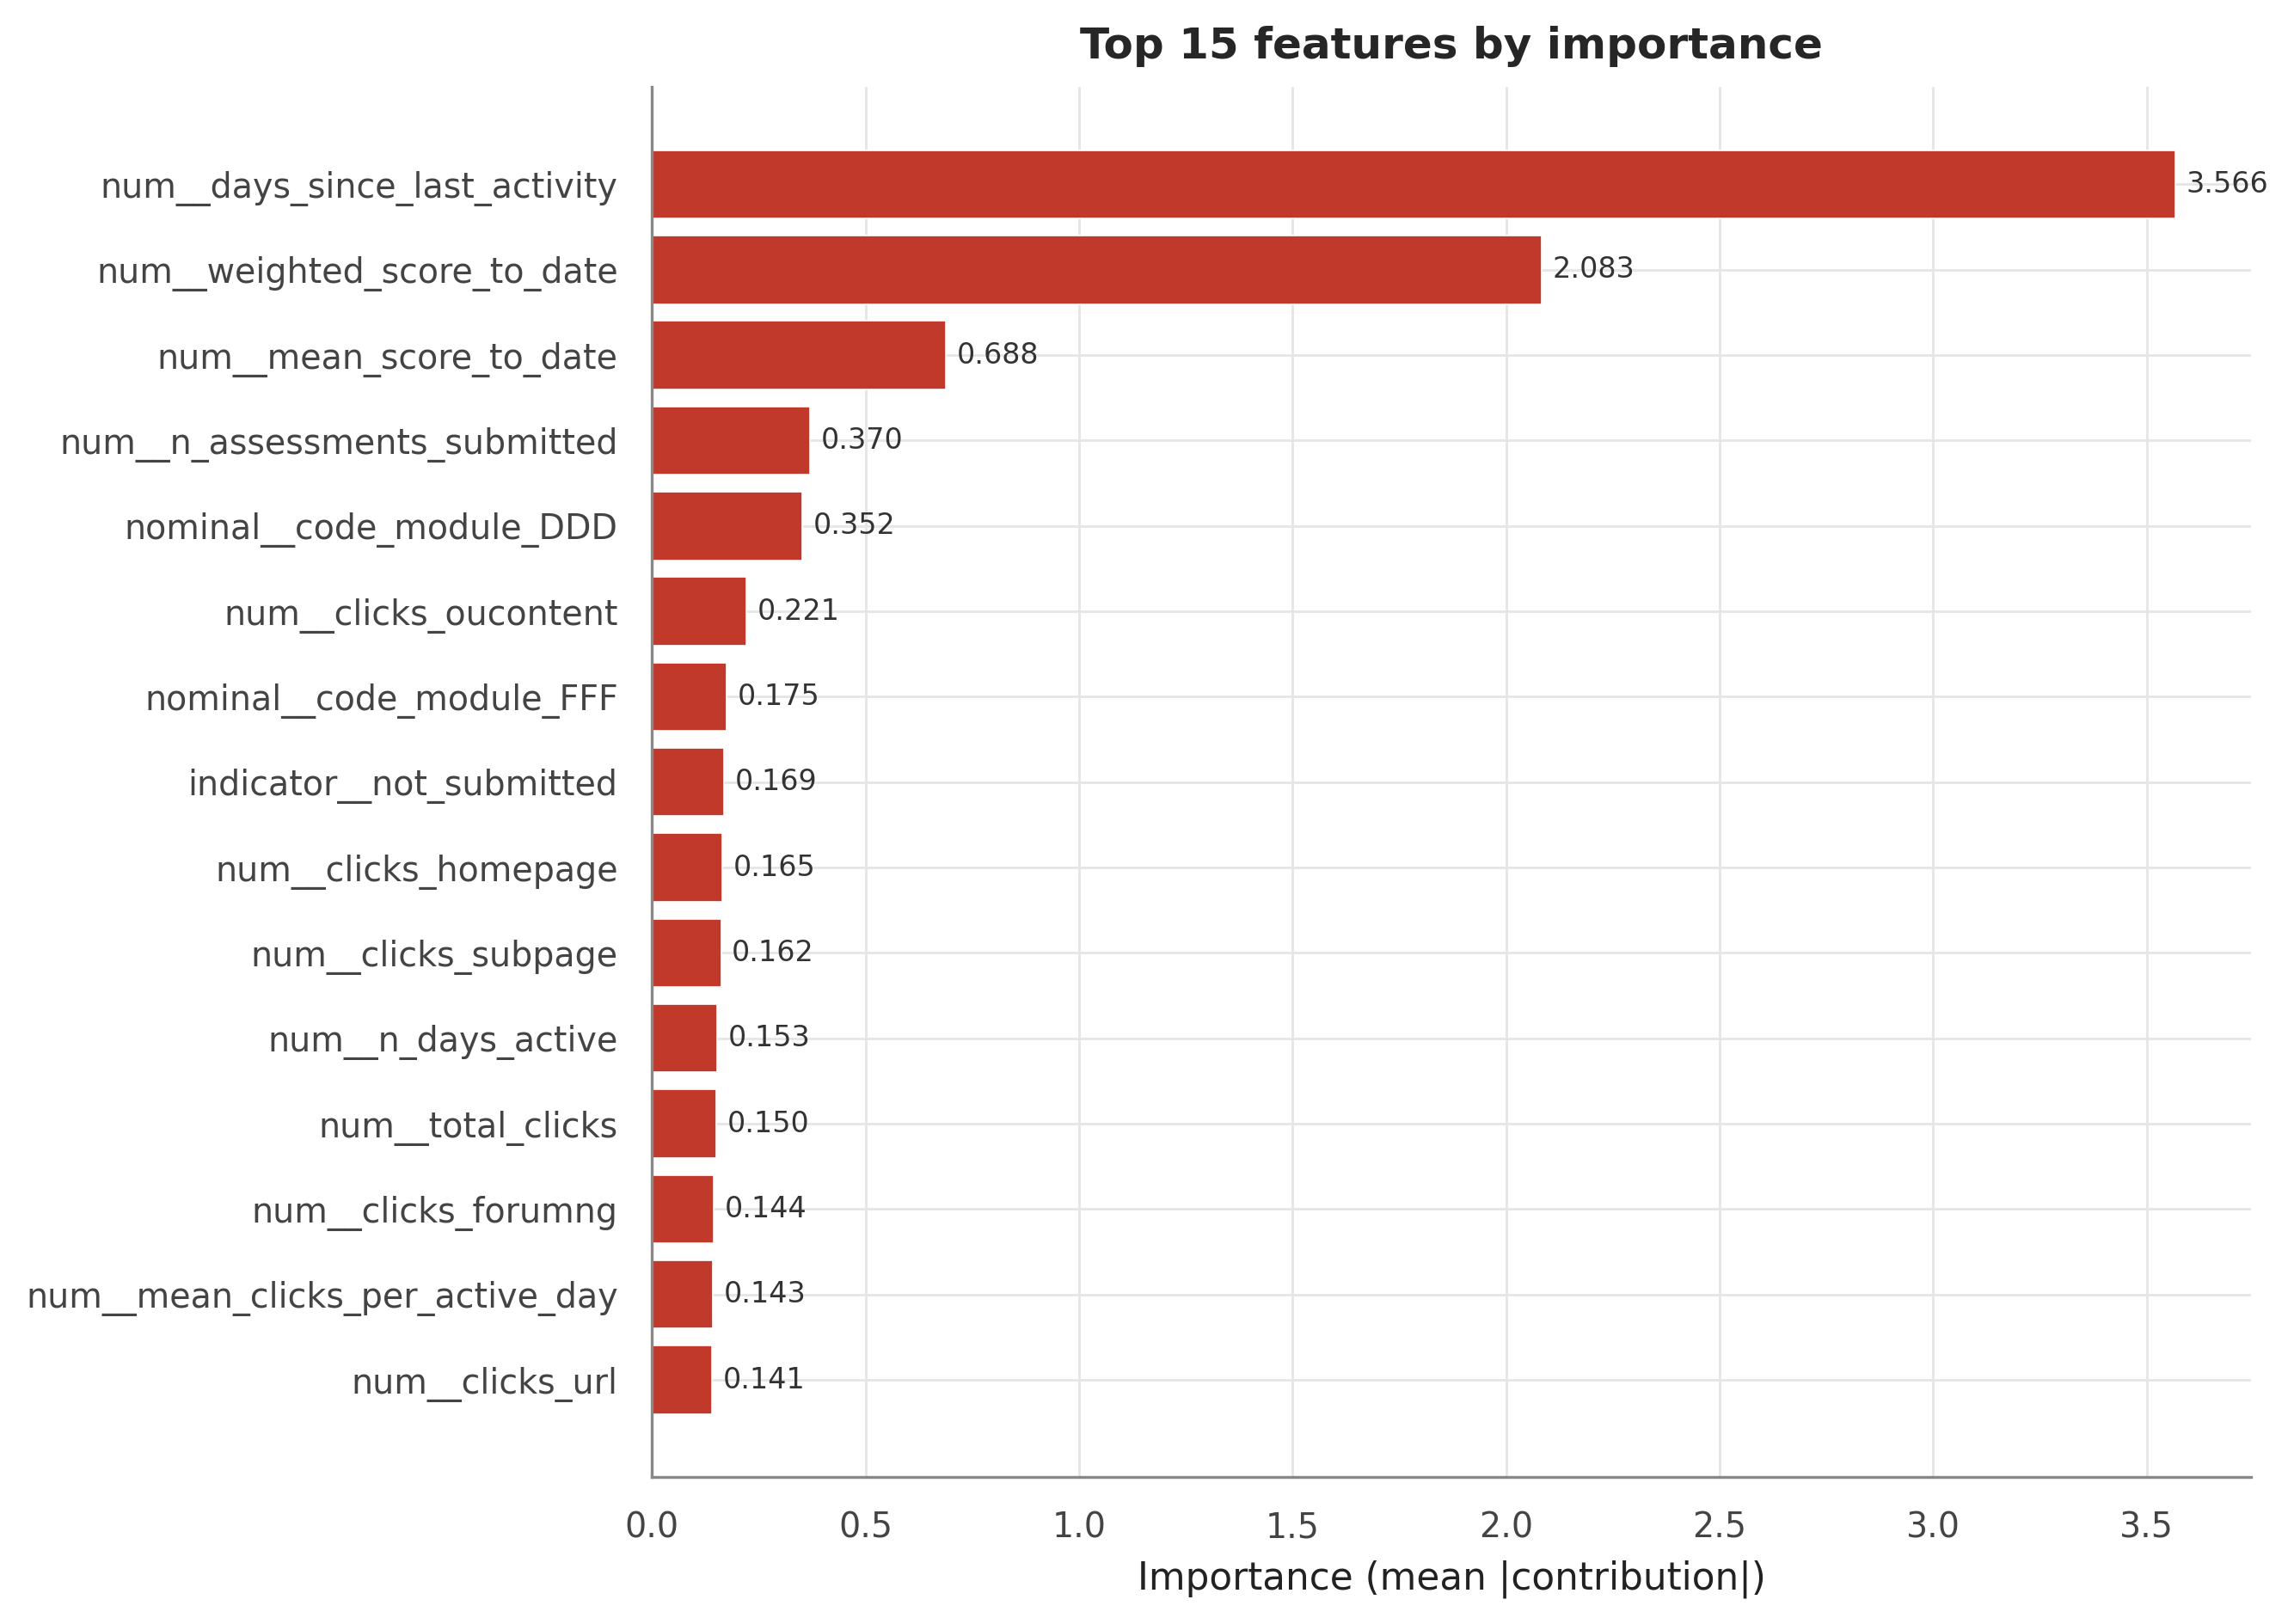 Top 15 features by importance
num__days_since_last_activity 3.566
num__weighted_score_to_date 2.083
num__mean_score_to_date 0.688
num__n_assessments_submitted 0.370
nominal__code_module_DDD 0.352
num__clicks_oucontent 0.221
nominal__code_module_FFF 0.175
indicator__not_submitted 0.169
num__clicks_homepage 0.165
num__clicks_subpage 0.162
num__n_days_active 0.153
num__total_clicks 0.150
num__clicks_forumng 0.144
num__mean_clicks_per_active_day 0.143
num__clicks_url 0.141
0.0 0.5 1.0 1.5 2.0 2.5 3.0 3.5
Importance (mean |contribution|)